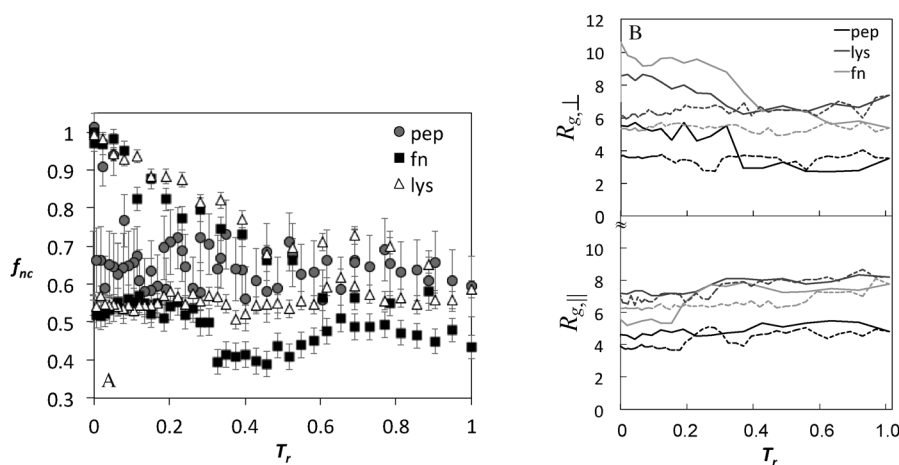 1
0.9
0.8
0.7
0.6
0.5
0.4
0.3
f_nc
pep
fn
lys
A
0 0.2 0.4 0.6 0.8 1
T_r
B
12
10
8
6
4
2
0
R_g,⊥
pep
lys
fn
≈
8
6
4
2
0
R_g,||
0 0.2 0.4 0.6 0.8 1.0
T_r